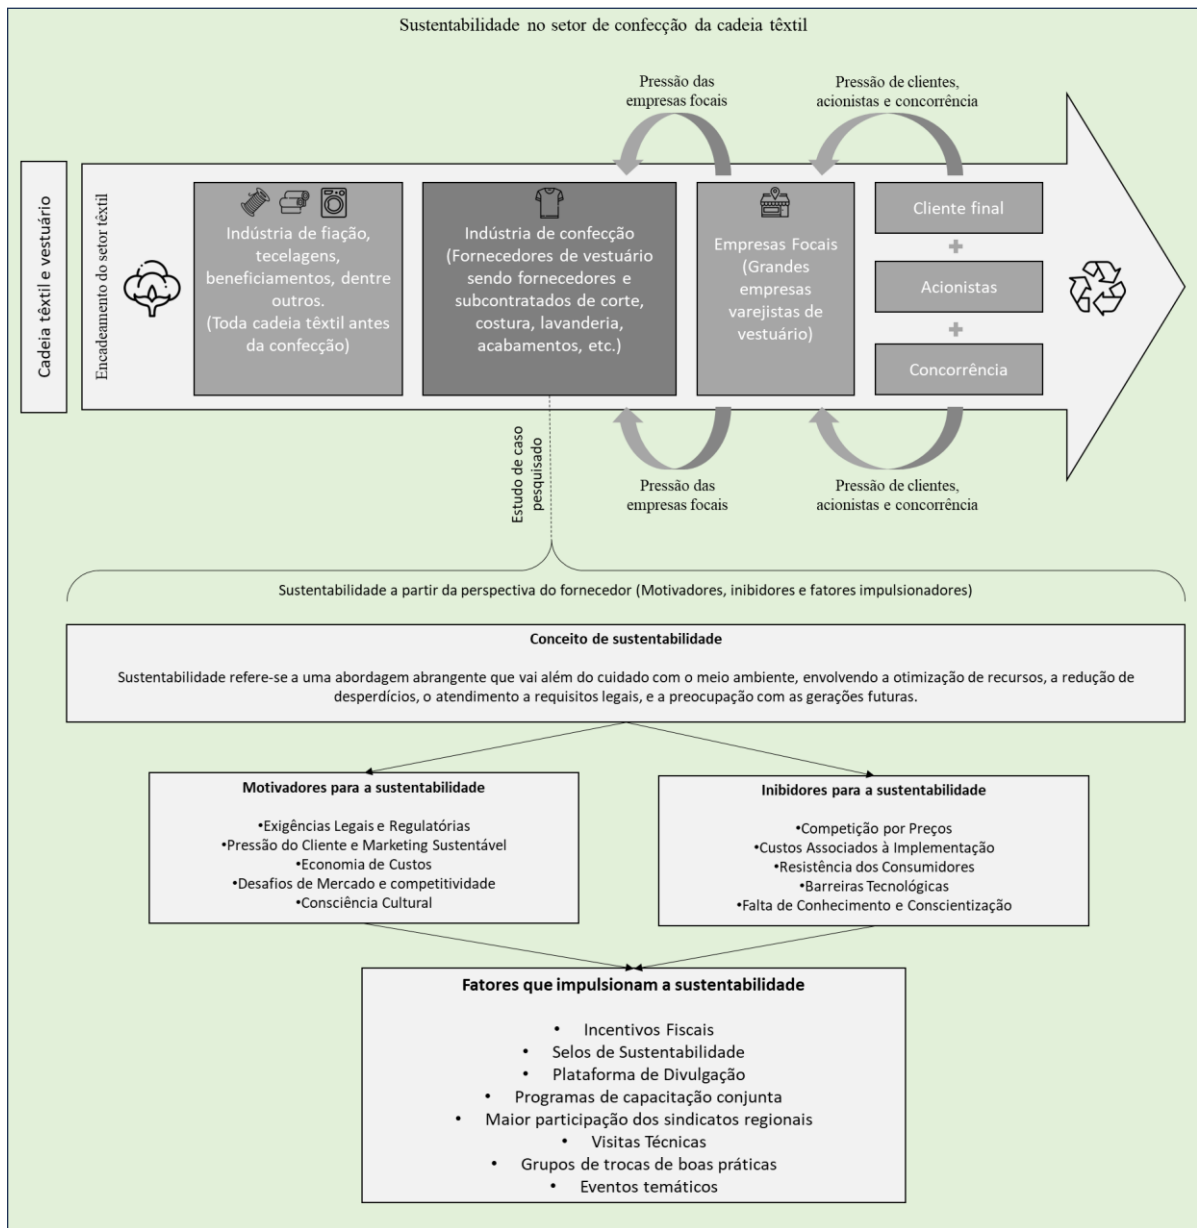 Sustentabilidade no setor de confecção da cadeia têxtil
Pressão das
empresas focais
Pressão de clientes,
acionistas e concorrência
Cadeia têxtil e vestuário
Encadeamento do setor têxtil
Indústria de fiação,
tecelagens,
beneficiamentos, dentre
outros.
(Toda cadeia têxtil antes
da confecção)
Indústria de confecção
(Fornecedores de vestuário
sendo fornecedores e
subcontratados de corte,
costura, lavanderia,
acabamentos, etc.)
Empresas Focais
(Grandes
empresas
varejistas de
vestuário)
Cliente final
+
Acionistas
+
Concorrência
Pressão das
empresas focais
Pressão de clientes,
acionistas e concorrência
Estudo de caso
pesquisado
Sustentabilidade a partir da perspectiva do fornecedor (Motivadores, inibidores e fatores impulsionadores)
Conceito de sustentabilidade
Sustentabilidade refere-se a uma abordagem abrangente que vai além do cuidado com o meio ambiente, envolvendo a otimização de recursos, a redução de
desperdícios, o atendimento a requisitos legais, e a preocupação com as gerações futuras.
Motivadores para a sustentabilidade
•Exigências Legais e Regulatórias
•Pressão do Cliente e Marketing Sustentável
•Economia de Custos
•Desafios de Mercado e competitividade
•Consciência Cultural
Inibidores para a sustentabilidade
•Competição por Preços
•Custos Associados à Implementação
•Resistência dos Consumidores
•Barreiras Tecnológicas
•Falta de Conhecimento e Conscientização
Fatores que impulsionam a sustentabilidade
• Incentivos Fiscais
• Selos de Sustentabilidade
• Plataforma de Divulgação
• Programas de capacitação conjunta
• Maior participação dos sindicatos regionais
• Visitas Técnicas
• Grupos de trocas de boas práticas
• Eventos temáticos